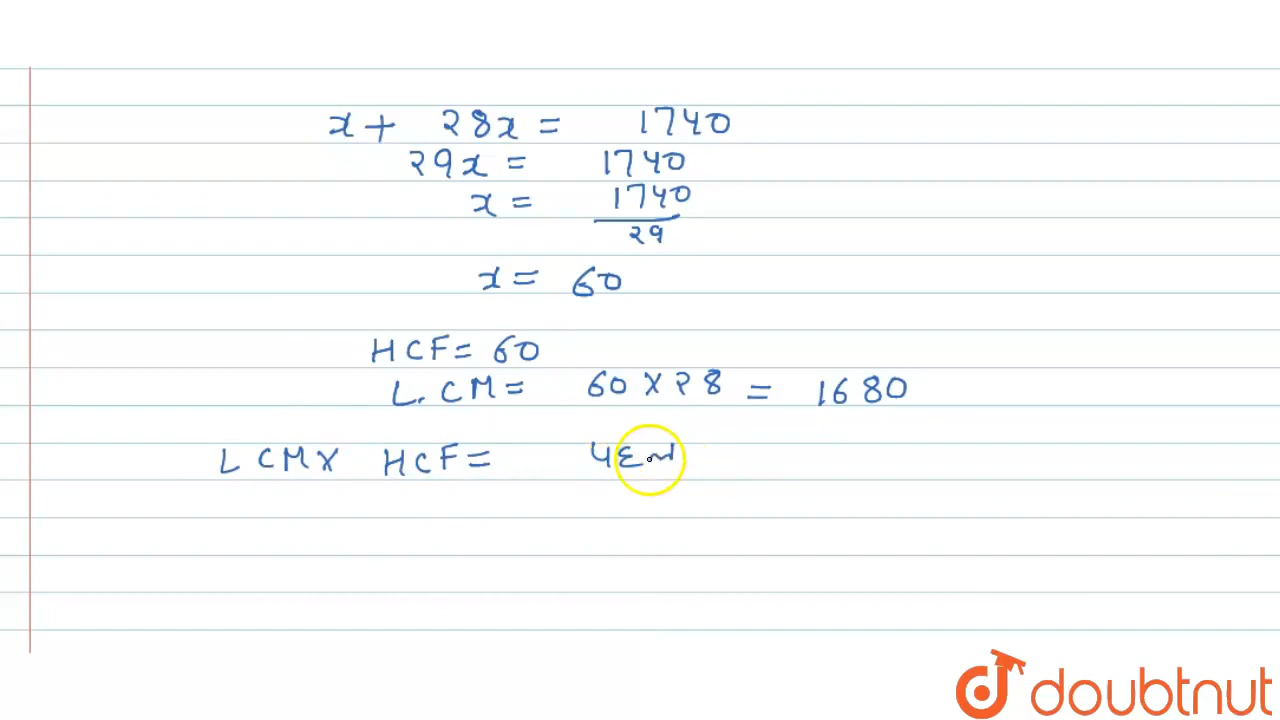 x + 28x = 1740
29x = 1740
x = 1740
29
x = 60
HCF = 60
L.CM = 60 x 28 = 1680
LCM x HCF =
doubtnut